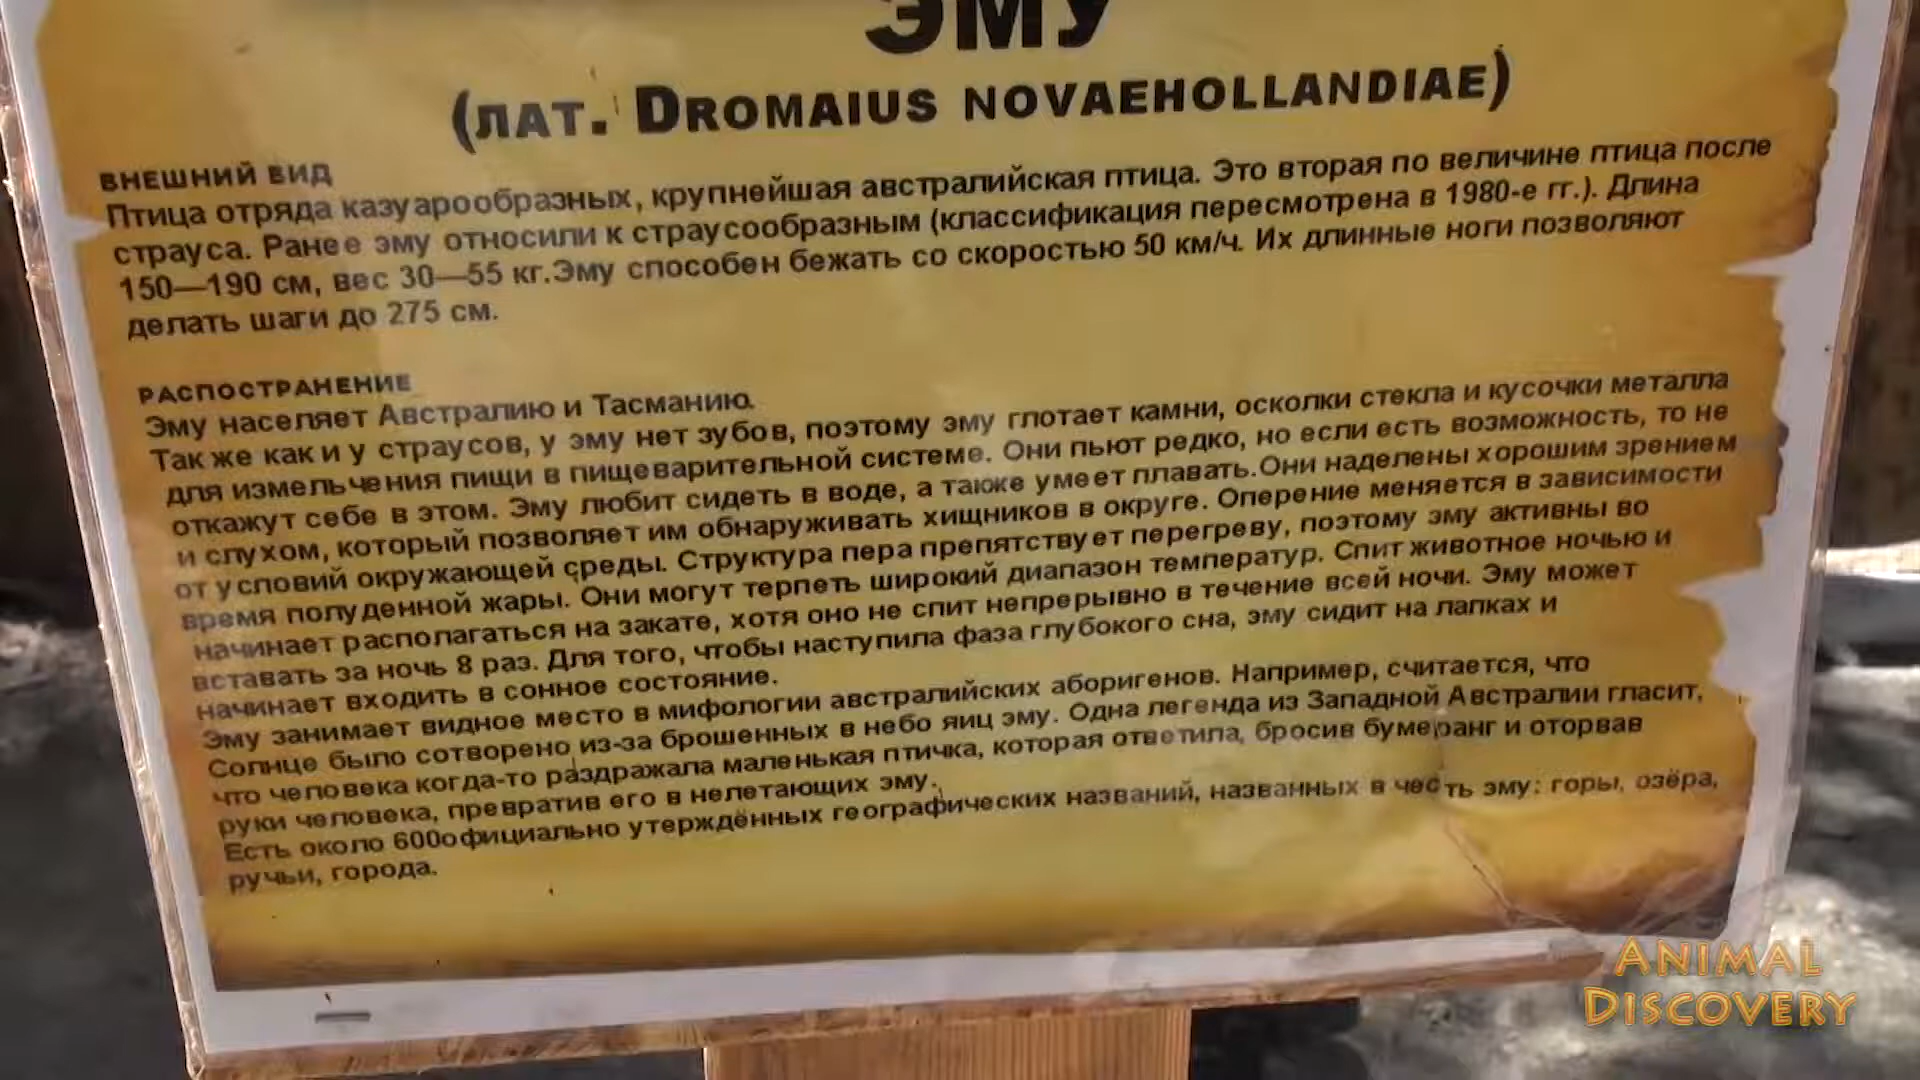 ЭМУ
(ЛАТ. DROMAIUS NOVAEHOLLANDIAE)
ВНЕШНИЙ ВИД
Птица отряда казуарообразных, крупнейшая австралийская птица. Это вторая по величине птица после
страуса. Ранее эму относили к страусообразным (классификация пересмотрена в 1980-е гг.). Длина
150—190 см, вес 30—55 кг.Эму способен бежать со скоростью 50 км/ч. Их длинные ноги позволяют
делать шаги до 275 см.
РАСПОСТРАНЕНИЕ
Эму населяет Австралию и Тасманию.
Так же как и у страусов, у эму нет зубов, поэтому эму глотает камни, осколки стекла и кусочки металла
для измельчения пищи в пищеварительной системе. Они пьют редко, но если есть возможность, то не
откажут себе в этом. Эму любит сидеть в воде, а также умеет плавать.Они наделены хорошим зрением
и слухом, который позволяет им обнаруживать хищников в округе. Оперение меняется в зависимости
от условий окружающей среды. Структура пера препятствует перегреву, поэтому эму активны во
время полуденной жары. Они могут терпеть широкий диапазон температур. Спит животное ночью и
начинает располагаться на закате, хотя оно не спит непрерывно в течение всей ночи. Эму может
вставать за ночь 8 раз. Для того, чтобы наступила фаза глубокого сна, эму сидит на лапках и
начинает входить в сонное состояние.
Эму занимает видное место в мифологии австралийских аборигенов. Например, считается, что
Солнце было сотворено из-за брошенных в небо яиц эму. Одна легенда из Западной Австралии гласит,
что человека когда-то раздражала маленькая птичка, которая ответила, бросив бумеранг и оторвав
руки человека, превратив его в нелетающих эму.
Есть около 600официально утерждённых географических названий, названных в честь эму: горы, озёра,
ручьи, города.
ANIMAL
DISCOVERY